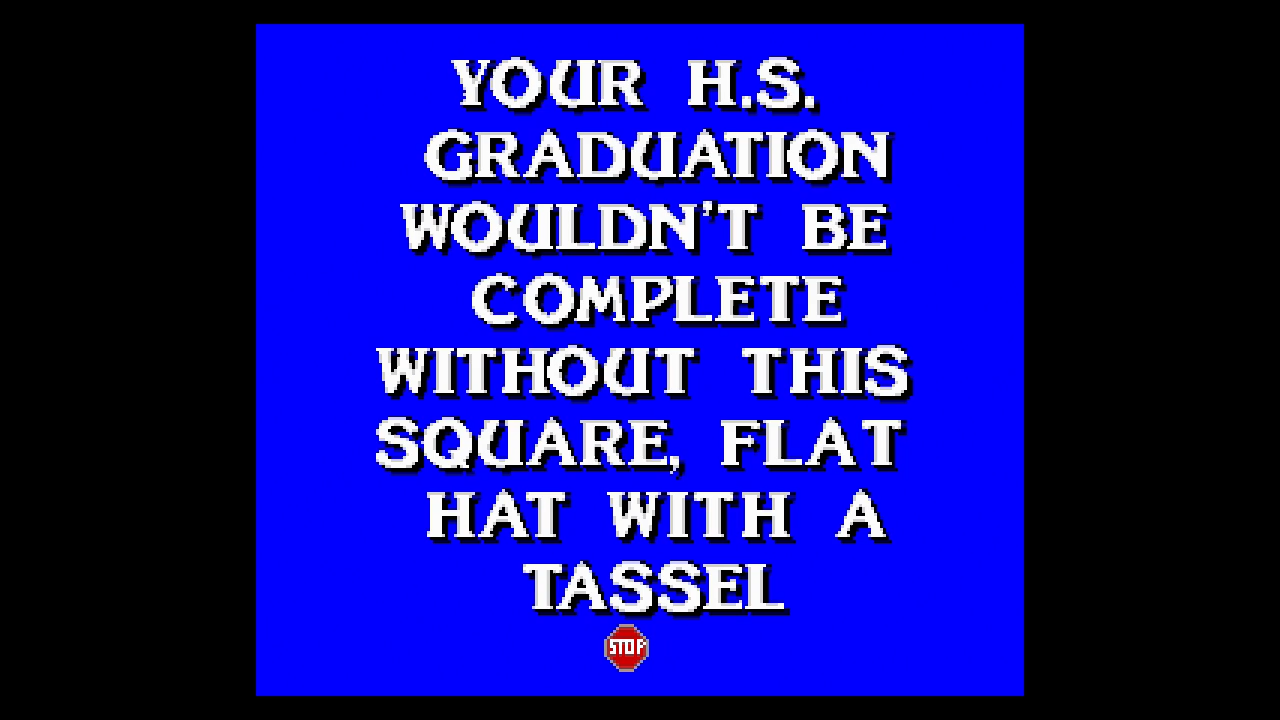 YOUR H.S.
GRADUATION
WOULDN'T BE
COMPLETE
WITHOUT THIS
SQUARE, FLAT
HAT WITH A
TASSEL
STOP